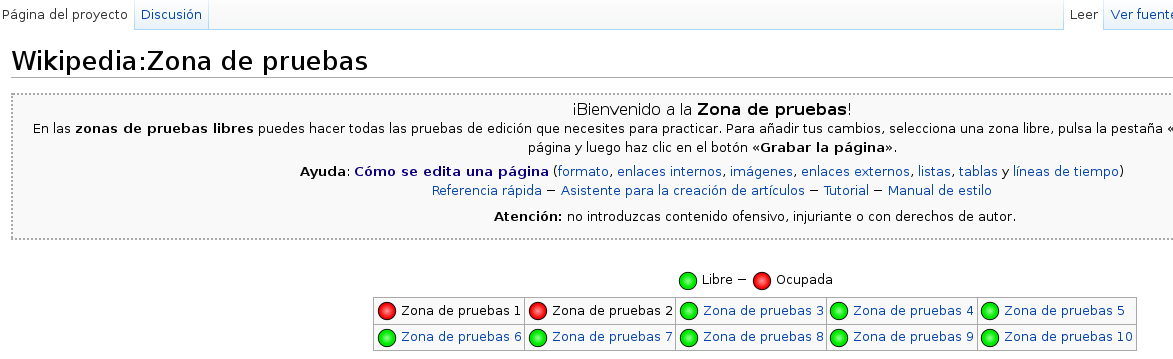 Página del proyecto Discusión Leer Ver fuente
Wikipedia:Zona de pruebas
¡Bienvenido a la Zona de pruebas!
En las zonas de pruebas libres puedes hacer todas las pruebas de edición que necesites para practicar. Para añadir tus cambios, selecciona una zona libre, pulsa la pestaña «
página y luego haz clic en el botón «Grabar la página».
Ayuda: Cómo se edita una página (formato, enlaces internos, imágenes, enlaces externos, listas, tablas y líneas de tiempo)
Referencia rápida — Asistente para la creación de artículos — Tutorial — Manual de estilo
Atención: no introduzcas contenido ofensivo, injuriante o con derechos de autor.
Libre — Ocupada
Zona de pruebas 1 Zona de pruebas 2 Zona de pruebas 3 Zona de pruebas 4 Zona de pruebas 5
Zona de pruebas 6 Zona de pruebas 7 Zona de pruebas 8 Zona de pruebas 9 Zona de pruebas 10